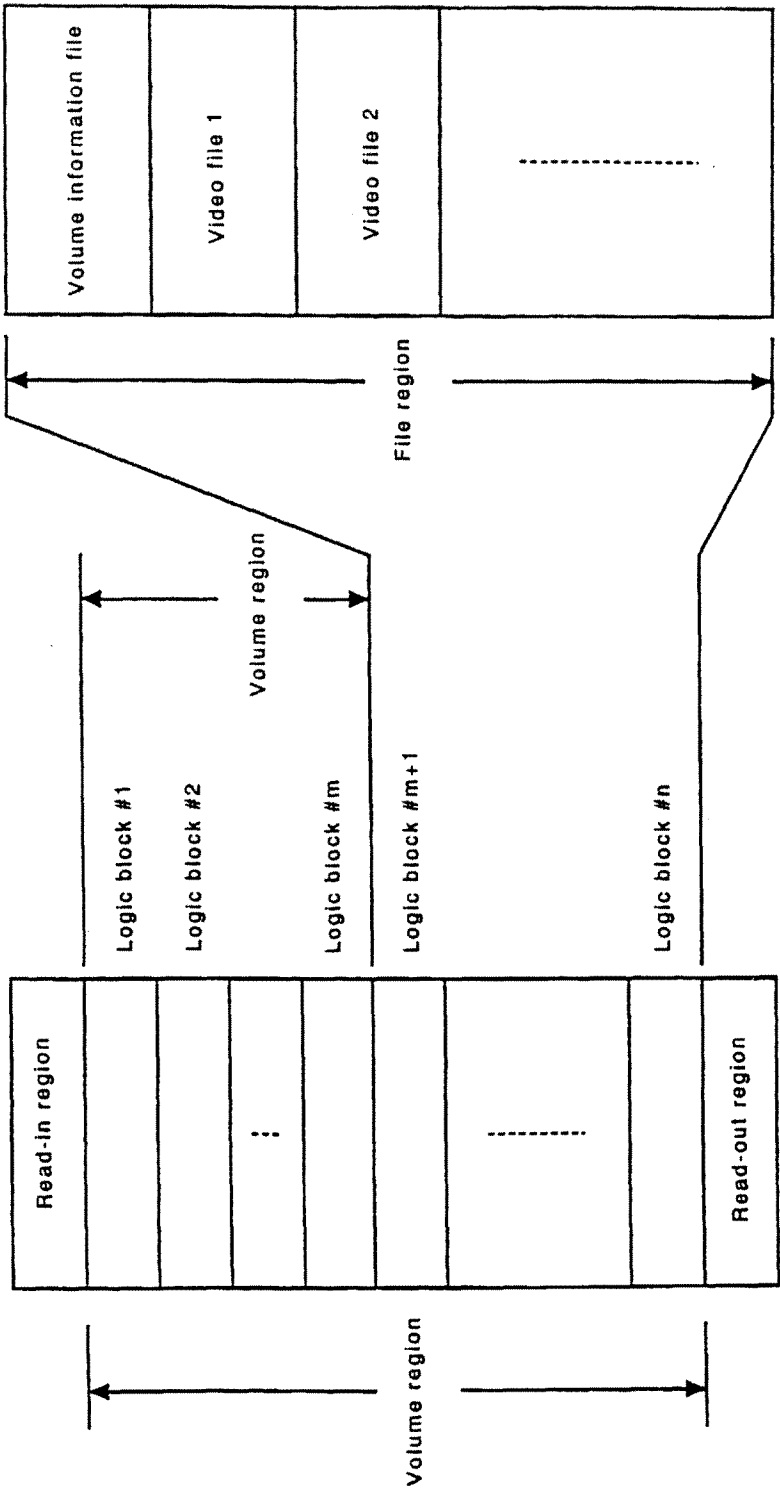 Volume region
Read-in region
Read-out region
Logic block #1
Logic block #2
Logic block #m
Logic block #m+1
Logic block #n
Volume region
File region
Volume information file
Video file 1
Video file 2